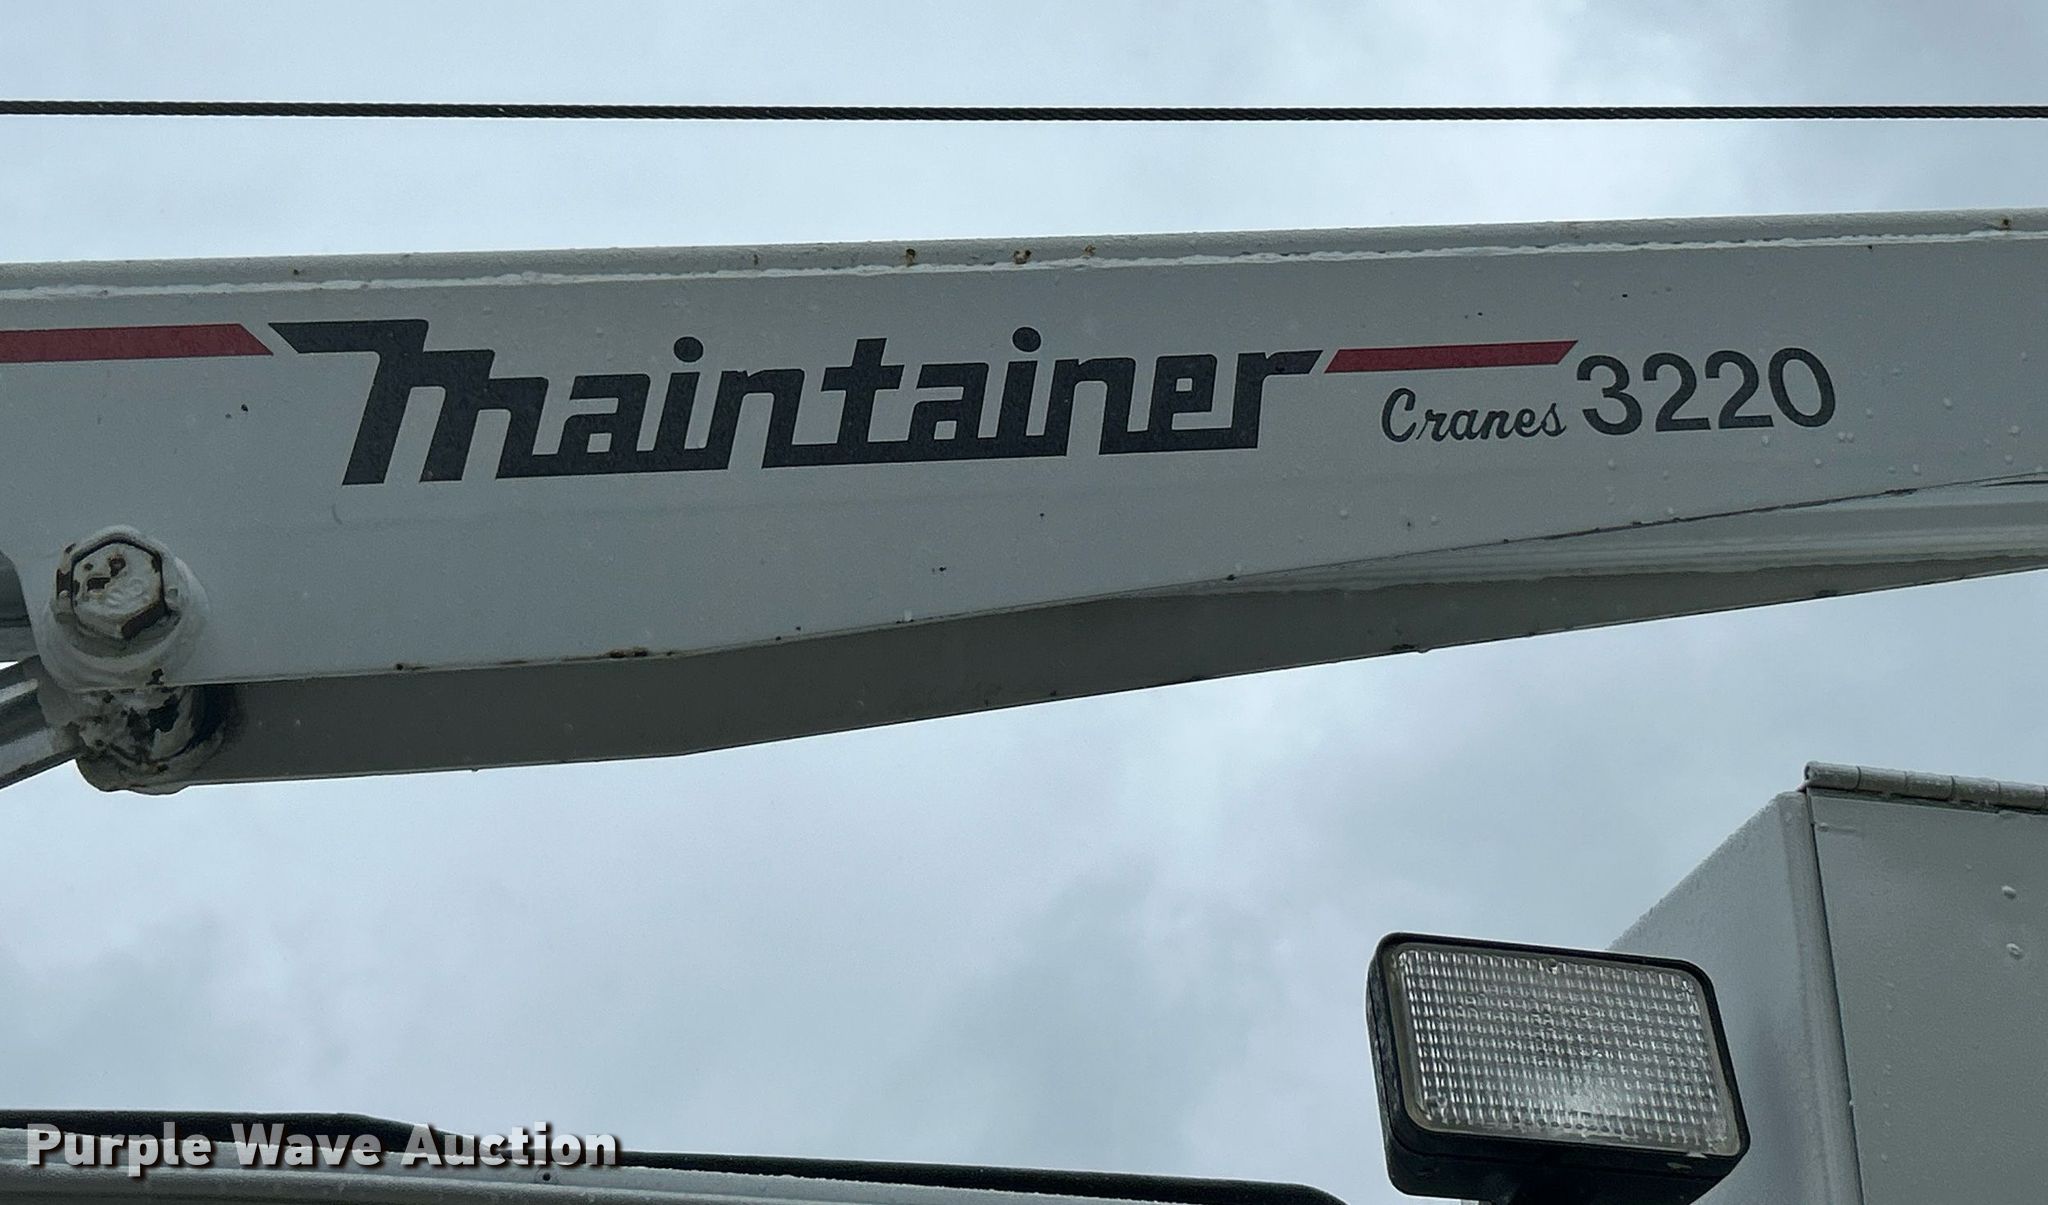 Maintainer Cranes 3220
Purple Wave Auction